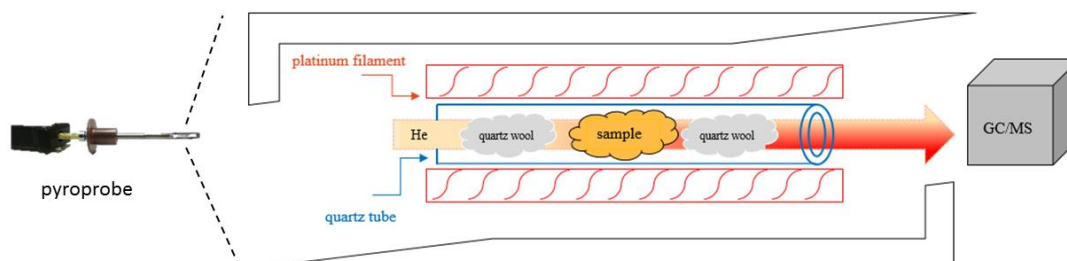 platinum filament
He
quartz wool
sample
quartz wool
GC/MS
pyroprobe
quartz tube